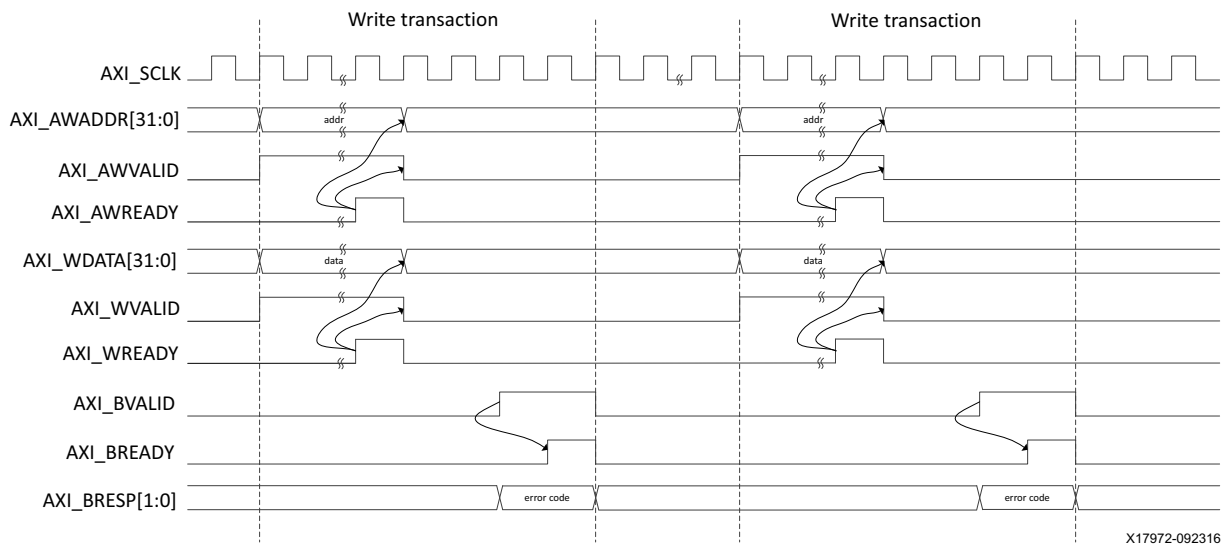 Write transaction Write transaction
AXI_SCLK
AXI_AWADDR[31:0] addr addr
AXI_AWVALID
AXI_AWREADY
AXI_WDATA[31:0] data data
AXI_WVALID
AXI_WREADY
AXI_BVALID
AXI_BREADY
AXI_BRESP[1:0] error code error code
X17972-092316